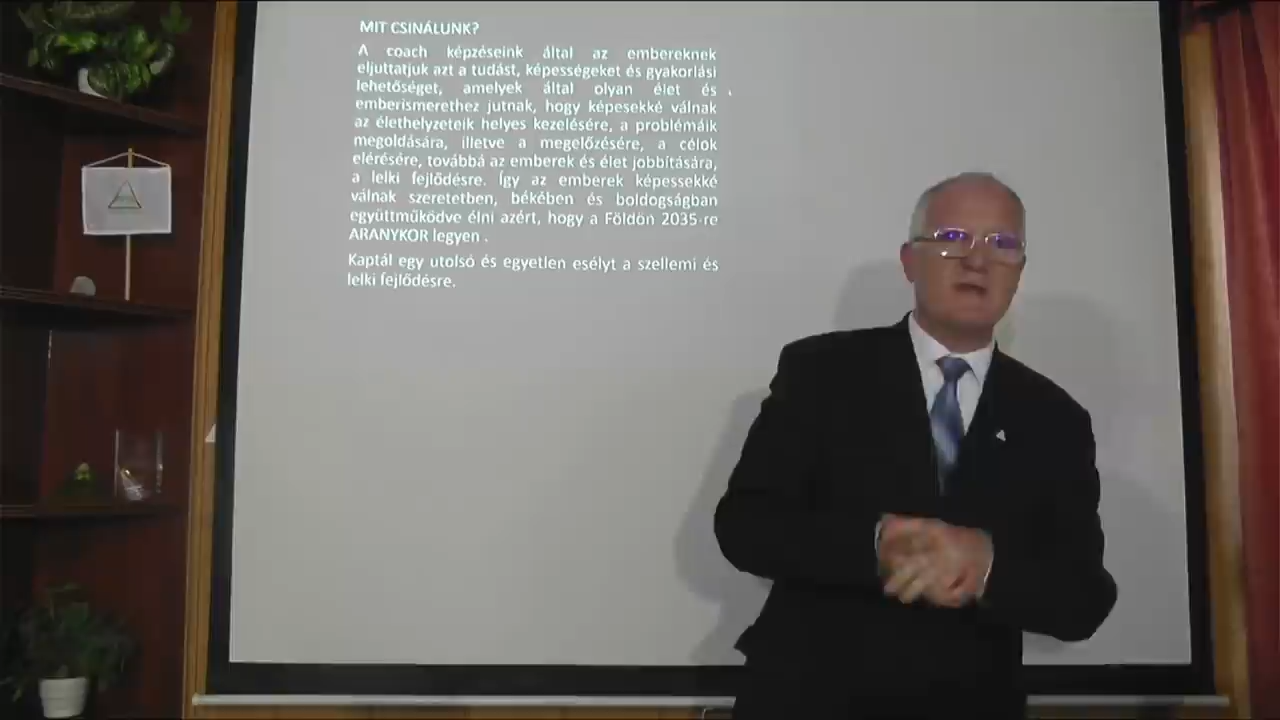 MIT CSINÁLUNK?
A coach képzéseink által az embereknek
eljuttatjuk azt a tudást, képességeket és gyakorlási
lehetőséget, amelyek által olyan élet és
emberismerethez jutnak, hogy képesekké válnak
az élethelyzeteik helyes kezelésére, a problémáik
megoldására, illetve a megelőzésére, a célok
elérésére, továbbá az emberek és élet jobbítására,
a lelki fejlődésre. Így az emberek képessekké
válnak szeretetben, békében és boldogságban
együttműködve élni azért, hogy a Földön 2035-re
ARANYKOR legyen .
Kaptál egy utolsó és egyetlen esélyt a szellemi és
lelki fejlődésre.